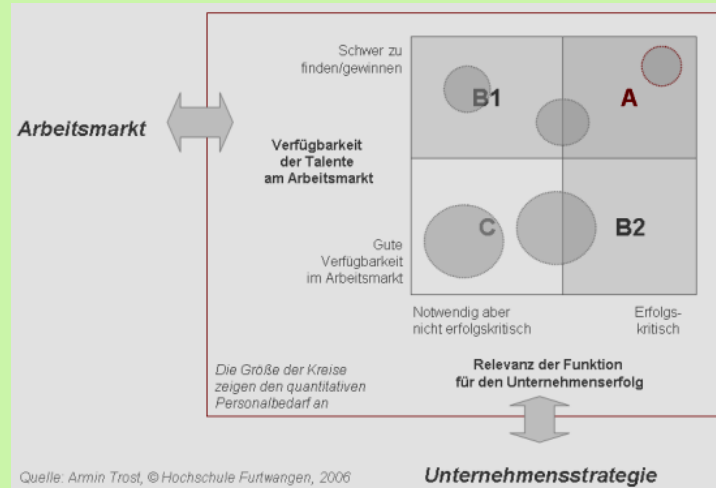 Schwer zu
finden/gewinnen
B1
A
Arbeitsmarkt
Verfügbarkeit
der Talente
am Arbeitsmarkt
C
B2
Gute
Verfügbarkeit
im Arbeitsmarkt
Notwendig aber
nicht erfolgskritisch
Erfolgs-
kritisch
Relevanz der Funktion
für den Unternehmenserfolg
Die Größe der Kreise
zeigen den quantitativen
Personalbedarf an
Quelle: Armin Trost, © Hochschule Furtwangen, 2006
Unternehmensstrategie